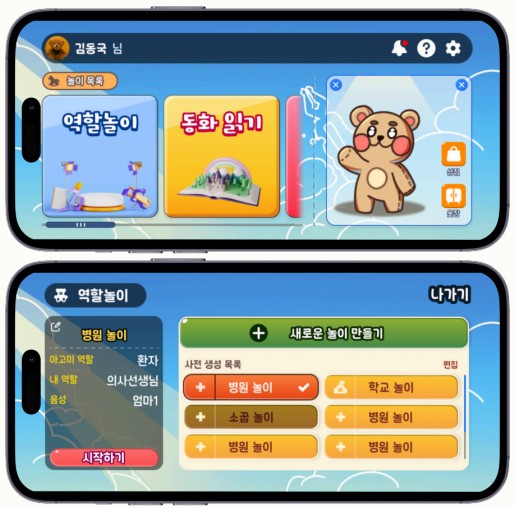 김동국 님
놀이 목록
역할놀이
동화 읽기
상점
옷장
역할놀이
나가기
병원 놀이
아고미 역할
환자
내 역할
의사선생님
음성
엄마1
시작하기
새로운 놀이 만들기
사전 생성 목록
편집
병원 놀이
학교 놀이
소꿉 놀이
병원 놀이
병원 놀이
병원 놀이